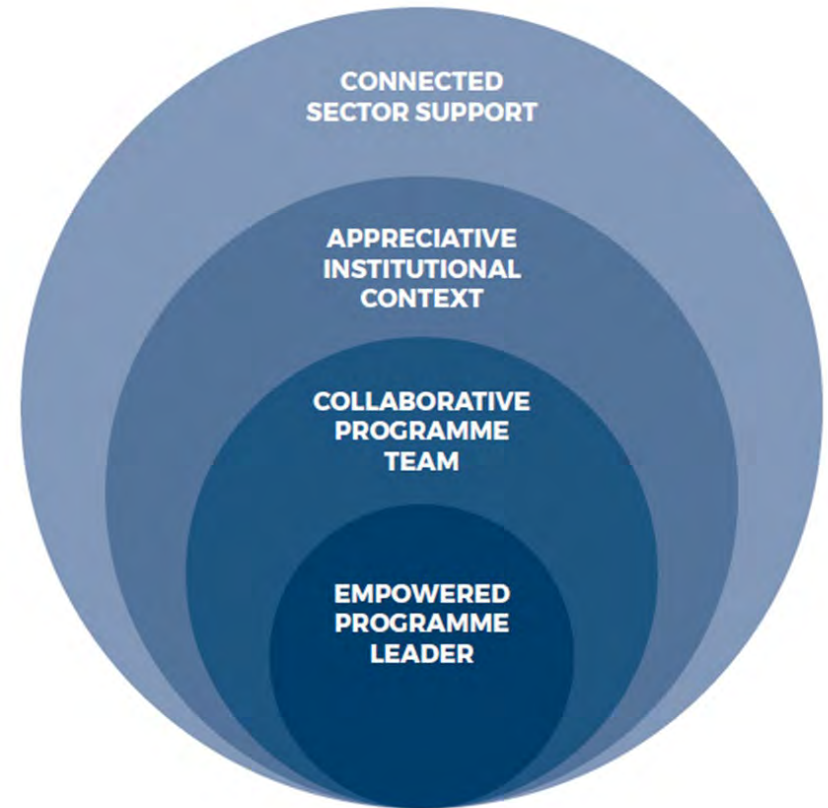 CONNECTED
SECTOR SUPPORT
APPRECIATIVE
INSTITUTIONAL
CONTEXT
COLLABORATIVE
PROGRAMME
TEAM
EMPOWERED
PROGRAMME
LEADER